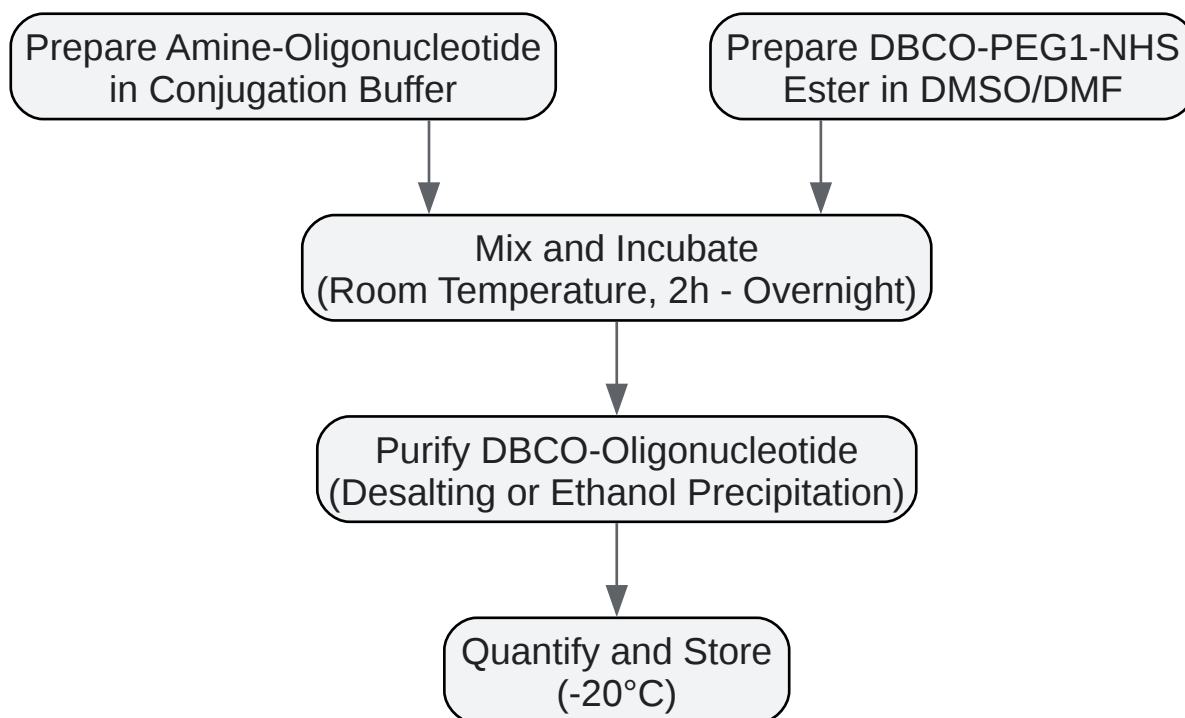 Prepare Amine-Oligonucleotide
in Conjugation Buffer
Prepare DBCO-PEG1-NHS
Ester in DMSO/DMF
Mix and Incubate
(Room Temperature, 2h - Overnight)
Purify DBCO-Oligonucleotide
(Desalting or Ethanol Precipitation)
Quantify and Store
(-20°C)